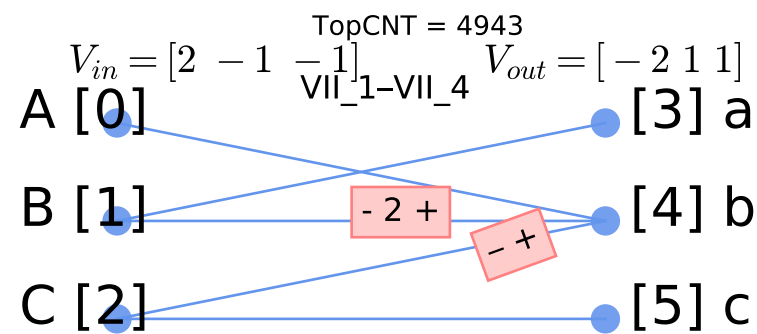 TopCNT = 4943
V_in = [2 −1 −1] V_out = [−2 1 1]
VII_1–VII_4
A [0] [3] a
B [1] - 2 + [4] b
− +
C [2] [5] c